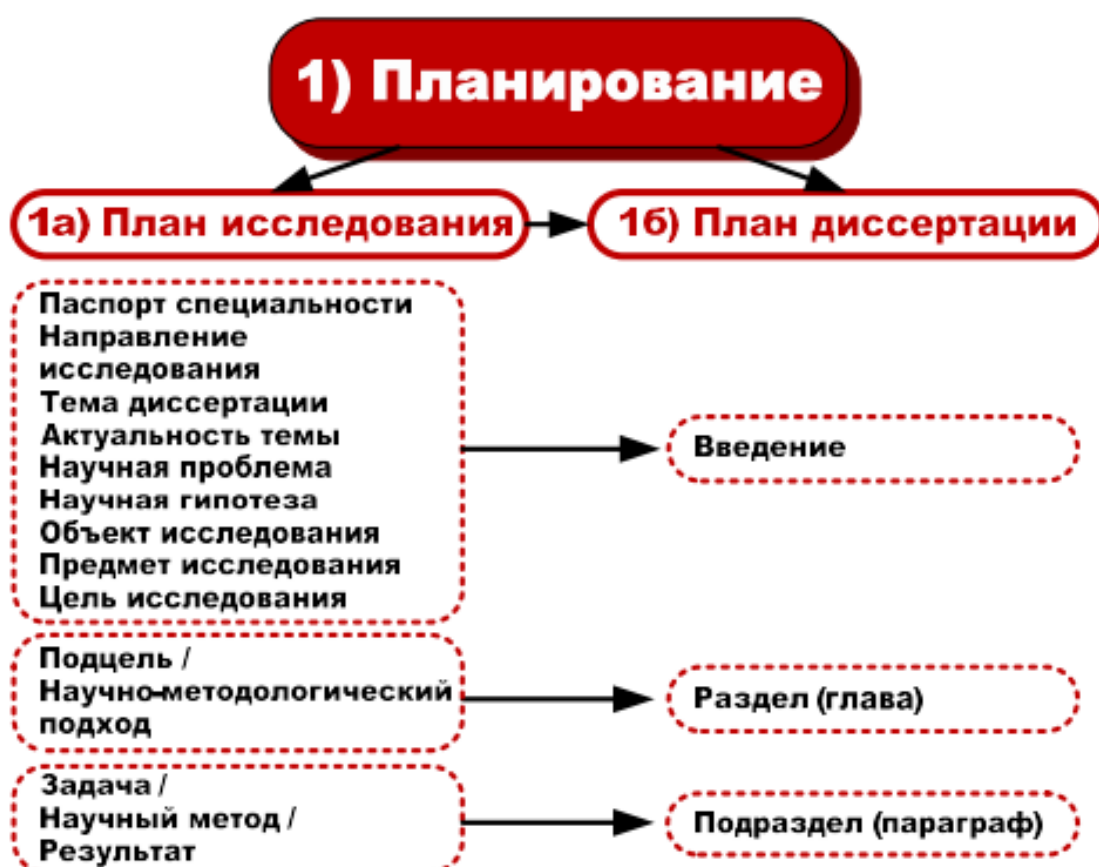 1) Планирование
1а) План исследования
1б) План диссертации
Паспорт специальности
Направление
исследования
Тема диссертации
Актуальность темы
Научная проблема
Научная гипотеза
Объект исследования
Предмет исследования
Цель исследования
Введение
Подцель /
Научно-методологический
подход
Раздел (глава)
Задача /
Научный метод /
Результат
Подраздел (параграф)